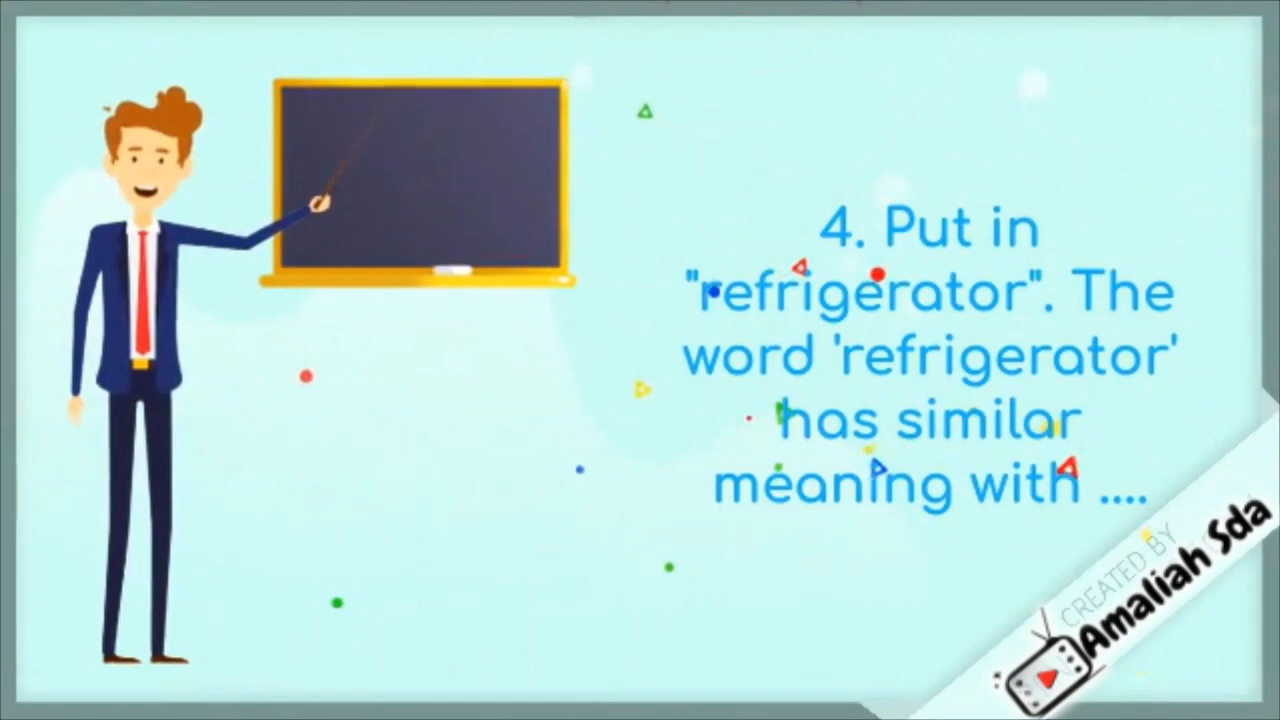 4. Put in
"refrigerator". The
word 'refrigerator'
has similar
meaning with ....
CREATED BY
Amaliah Sda